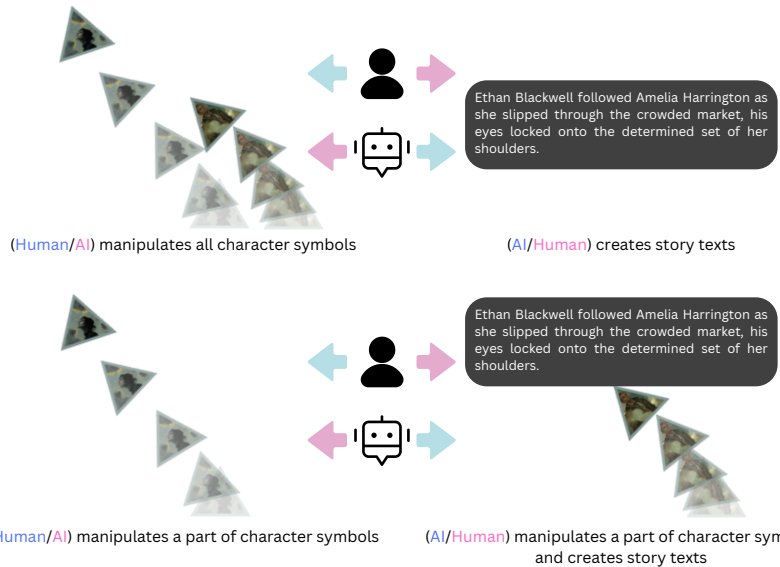 Ethan Blackwell followed Amelia Harrington as
she slipped through the crowded market, his
eyes locked onto the determined set of her
shoulders.
(Human/AI) manipulates all character symbols
(AI/Human) creates story texts
Ethan Blackwell followed Amelia Harrington as
she slipped through the crowded market, his
eyes locked onto the determined set of her
shoulders.
Human/AI) manipulates a part of character symbols
(AI/Human) manipulates a part of character sym
and creates story texts